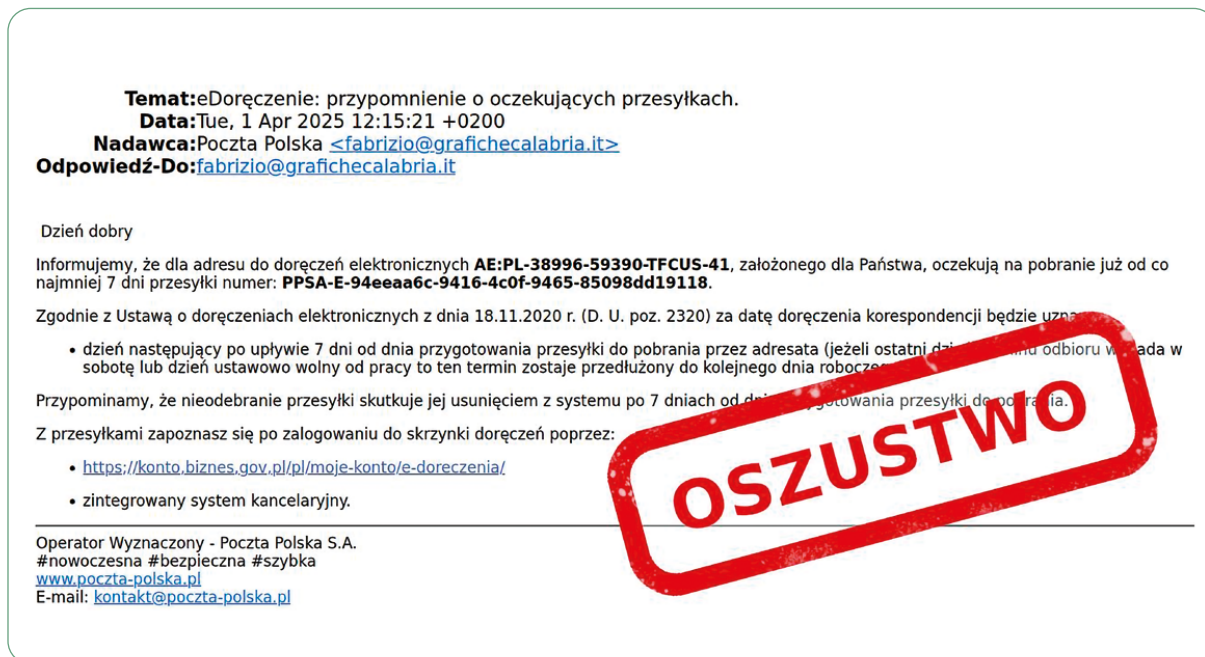 Temat:eDoręczenie: przypomnienie o oczekujących przesyłkach.
Data:Tue, 1 Apr 2025 12:15:21 +0200
Nadawca:Poczta Polska <fabrizio@grafichecalabria.it>
Odpowiedź-Do:fabrizio@grafichecalabria.it
Dzień dobry
Informujemy, że dla adresu do doręczeń elektronicznych AE:PL-38996-59390-TFCUS-41, założonego dla Państwa, oczekują na pobranie już od co
najmniej 7 dni przesyłki numer: PPSA-E-94eeaa6c-9416-4c0f-9465-85098dd19118.
Zgodnie z Ustawą o doręczeniach elektronicznych z dnia 18.11.2020 r. (D. U. poz. 2320) za datę doręczenia korespondencji będzie
• dzień następujący po upływie 7 dni od dnia przygotowania przesyłki do pobrania przez adresata (jeżeli ostatni odbioru w
sobotę lub dzień ustawowo wolny od pracy to ten termin zostaje przedłużony do kolejnego dnia
Przypominamy, że nieodebranie przesyłki skutkuje jej usunięciem z systemu po 7 dniach od przesyłki do
Z przesyłkami zapoznasz się po zalogowaniu do skrzynki doręczeń poprzez:
• https;//konto,biznes.gov.pl/pl/moje-konto/e-doreczenia/
• zintegrowany system kancelaryjny.
OSZUSTWO
Operator Wyznaczony - Poczta Polska S.A.
#nowoczesna #bezpieczna #szybka
www.poczta-polska.pl
E-mail: kontakt@poczta-polska.pl